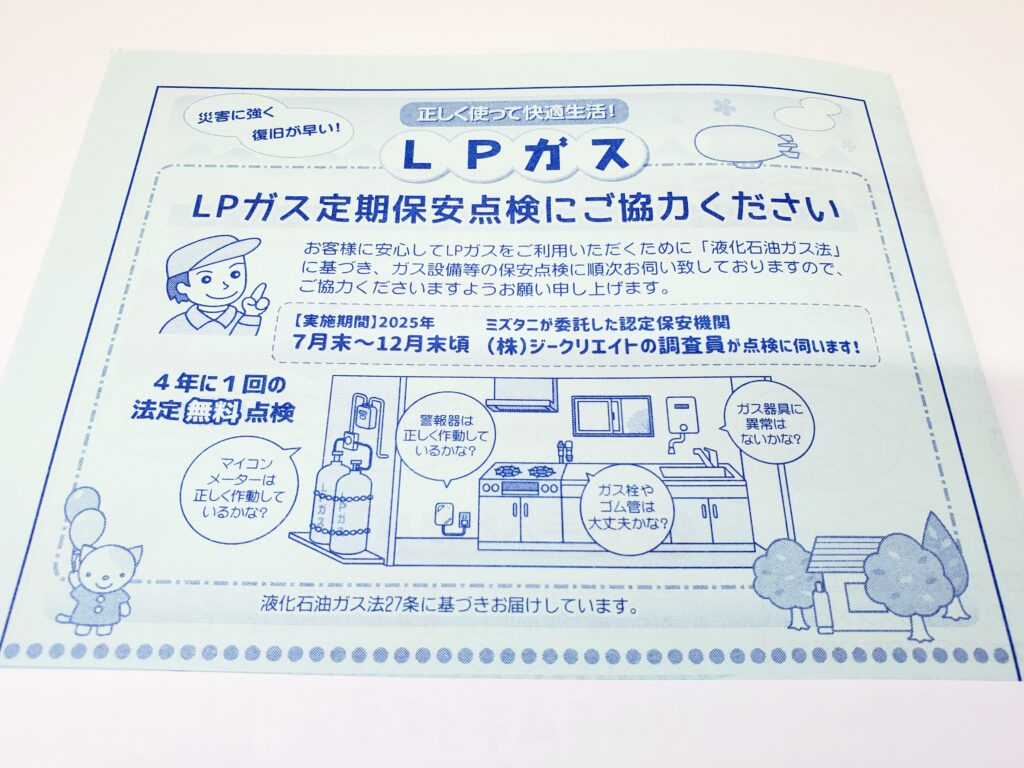 災害に強く
復旧が早い!
正しく使って快適生活!
LPガス
LPガス定期保安点検にご協力ください
お客様に安心してLPガスをご利用いただくために「液化石油ガス法」
に基づき、ガス設備等の保安点検に順次お伺い致しておりますので、
ご協力くださいますようお願い申し上げます。
【実施期間】2025年
7月末〜12月末頃
ミズタニが委託した認定保安機関
(株)ジークリエイトの調査員が点検に伺います!
4年に1回の
法定無料点検
マイコン
メーターは
正しく作動して
いるかな?
警報器は
正しく作動して
いるかな?
ガス栓や
ゴム管は
大丈夫かな?
ガス器具に
異常は
ないかな?
LPガス
LPガス
液化石油ガス法27条に基づきお届けしています。